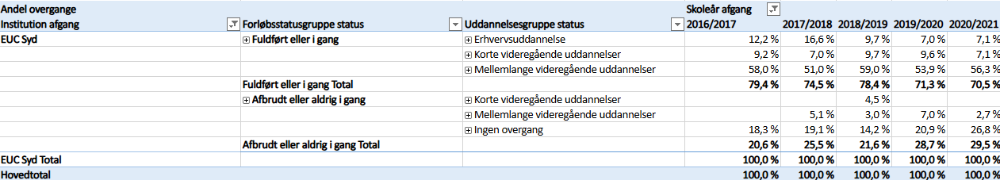 Andel overgange Skoleår afgang
Institution afgang Forløbsstatusgruppe status Uddannelsesgruppe status 2016/2017 2017/2018 2018/2019 2019/2020 2020/2021
EUC Syd Fuldført eller i gang Erhvervsuddannelse 12,2 % 16,6 % 9,7 % 7,0 % 7,1 %
Korte videregående uddannelser 9,2 % 7,0 % 9,7 % 9,6 % 7,1 %
Mellemlange videregående uddannelser 58,0 % 51,0 % 59,0 % 53,9 % 56,3 %
Fuldført eller i gang Total 79,4 % 74,5 % 78,4 % 71,3 % 70,5 %
Afbrudt eller aldrig i gang Korte videregående uddannelser 4,5 %
Mellemlange videregående uddannelser 5,1 % 3,0 % 7,0 % 2,7 %
Ingen overgang 18,3 % 19,1 % 14,2 % 20,9 % 26,8 %
Afbrudt eller aldrig i gang Total 20,6 % 25,5 % 21,6 % 28,7 % 29,5 %
EUC Syd Total 100,0 % 100,0 % 100,0 % 100,0 % 100,0 %
Hovedtotal 100,0 % 100,0 % 100,0 % 100,0 % 100,0 %